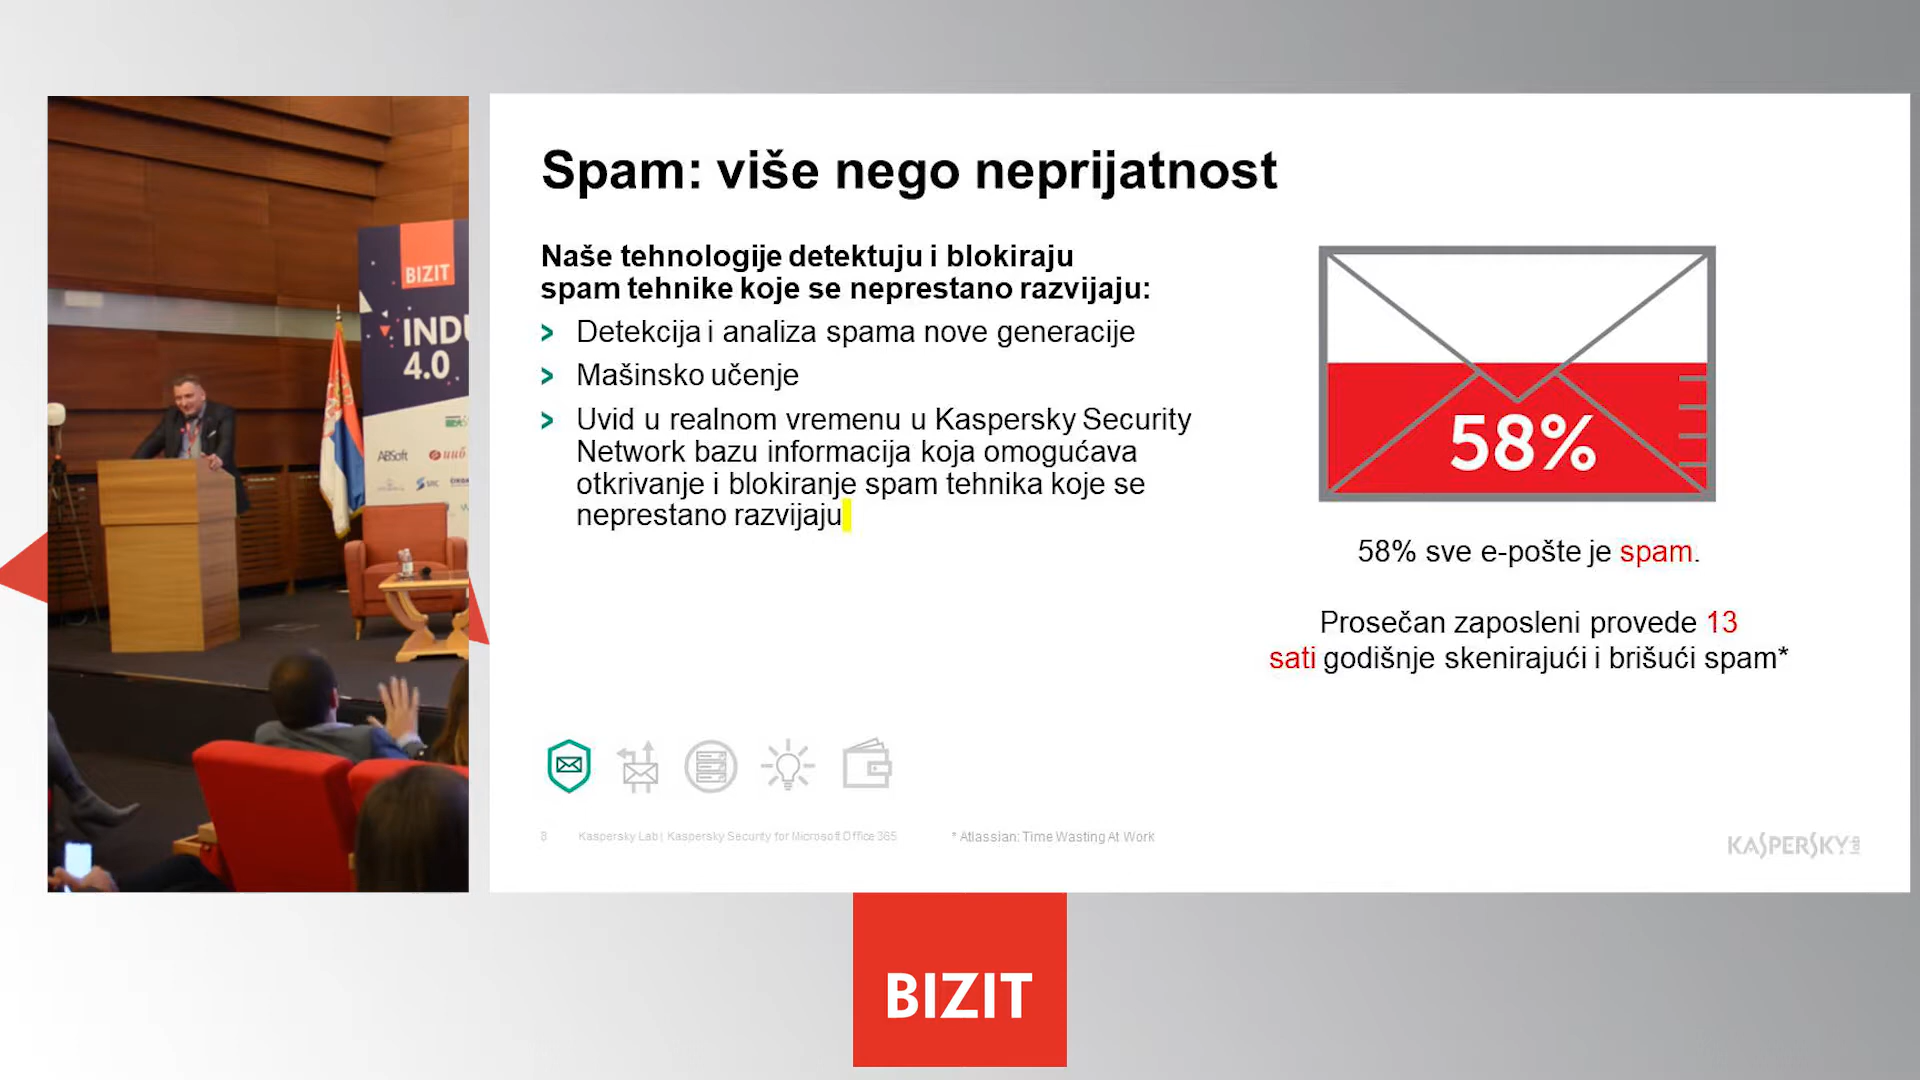 BIZIT
INDU
4.0
ABSoft
SRC
Spam: više nego neprijatnost
Naše tehnologije detektuju i blokiraju
spam tehnike koje se neprestano razvijaju:
> Detekcija i analiza spama nove generacije
> Mašinsko učenje
> Uvid u realnom vremenu u Kaspersky Security
Network bazu informacija koja omogućava
otkrivanje i blokiranje spam tehnika koje se
neprestano razvijaju
58%
58% sve e-pošte je spam.
Prosečan zaposleni provede 13
sati godišnje skenirajući i brišući spam*
8 Kaspersky Lab | Kaspersky Security for Microsoft Office 365 * Atlassian: Time Wasting At Work
KASPERSKY lab
BIZIT